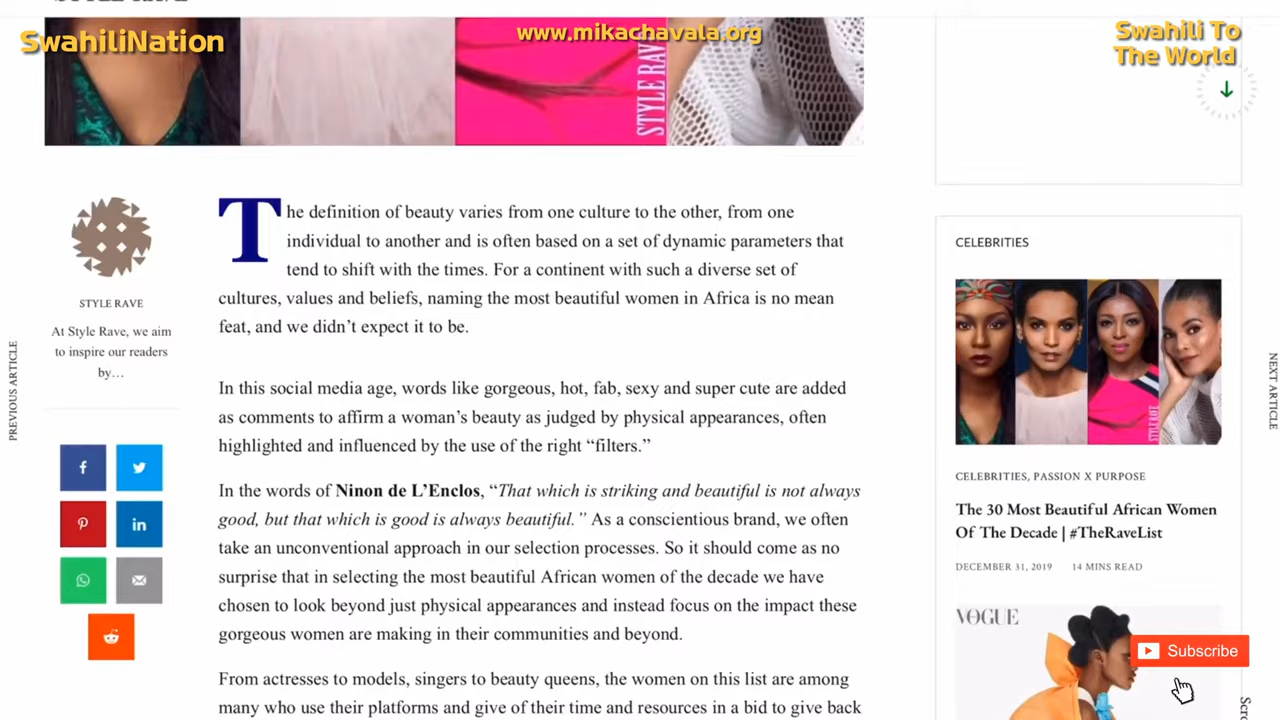 SwahiliNation
www.mikachavala.org
Swahili To
The World
STYLE RAVE
The definition of beauty varies from one culture to the other, from one
individual to another and is often based on a set of dynamic parameters that
tend to shift with the times. For a continent with such a diverse set of
cultures, values and beliefs, naming the most beautiful women in Africa is no mean
feat, and we didn’t expect it to be.
In this social media age, words like gorgeous, hot, fab, sexy and super cute are added
as comments to affirm a woman’s beauty as judged by physical appearances, often
highlighted and influenced by the use of the right “filters.”
In the words of Ninon de L’Enclos, “That which is striking and beautiful is not always
good, but that which is good is always beautiful.” As a conscientious brand, we often
take an unconventional approach in our selection processes. So it should come as no
surprise that in selecting the most beautiful African women of the decade we have
chosen to look beyond just physical appearances and instead focus on the impact these
gorgeous women are making in their communities and beyond.
From actresses to models, singers to beauty queens, the women on this list are among
many who use their platforms and give of their time and resources in a bid to give back
STYLE RAVE
At Style Rave, we aim
to inspire our readers
by…
PREVIOUS ARTICLE
NEXT ARTICLE
CELEBRITIES
CELEBRITIES, PASSION X PURPOSE
The 30 Most Beautiful African Women
Of The Decade | #TheRaveList
DECEMBER 31, 2019 14 MINS READ
VOGUE
Subscribe